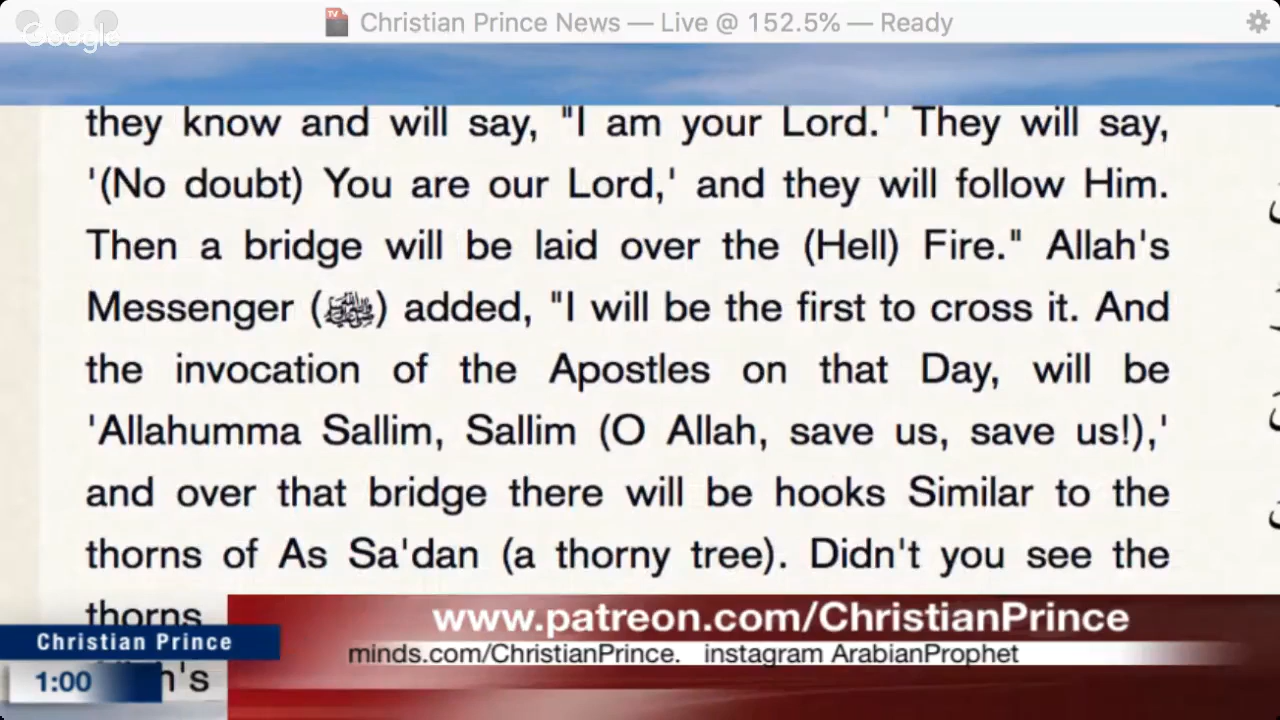 Christian Prince News — Live @ 152.5% — Ready
Google
they know and will say, "I am your Lord.' They will say,
'(No doubt) You are our Lord,' and they will follow Him.
Then a bridge will be laid over the (Hell) Fire." Allah's
Messenger (ﷺ) added, "I will be the first to cross it. And
the invocation of the Apostles on that Day, will be
'Allahumma Sallim, Sallim (O Allah, save us, save us!),'
and over that bridge there will be hooks Similar to the
thorns of As Sa'dan (a thorny tree). Didn't you see the
thorns
www.patreon.com/ChristianPrince
Christian Prince
minds.com/ChristianPrince. instagram ArabianProphet
1:00